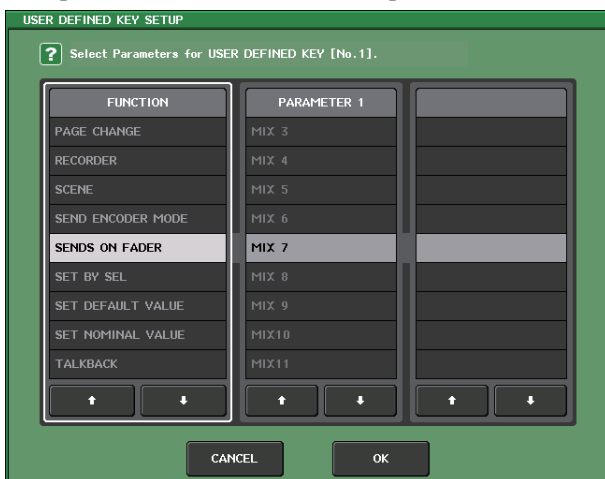 USER DEFINED KEY SETUP
? Select Parameters for USER DEFINED KEY [No.1].
FUNCTION
PAGE CHANGE
RECORDER
SCENE
SEND ENCODER MODE
SENDS ON FADER
SET BY SEL
SET DEFAULT VALUE
SET NOMINAL VALUE
TALKBACK
PARAMETER 1
MIX 3
MIX 4
MIX 5
MIX 6
MIX 7
MIX 8
MIX 9
MIX10
MIX11
CANCEL
OK